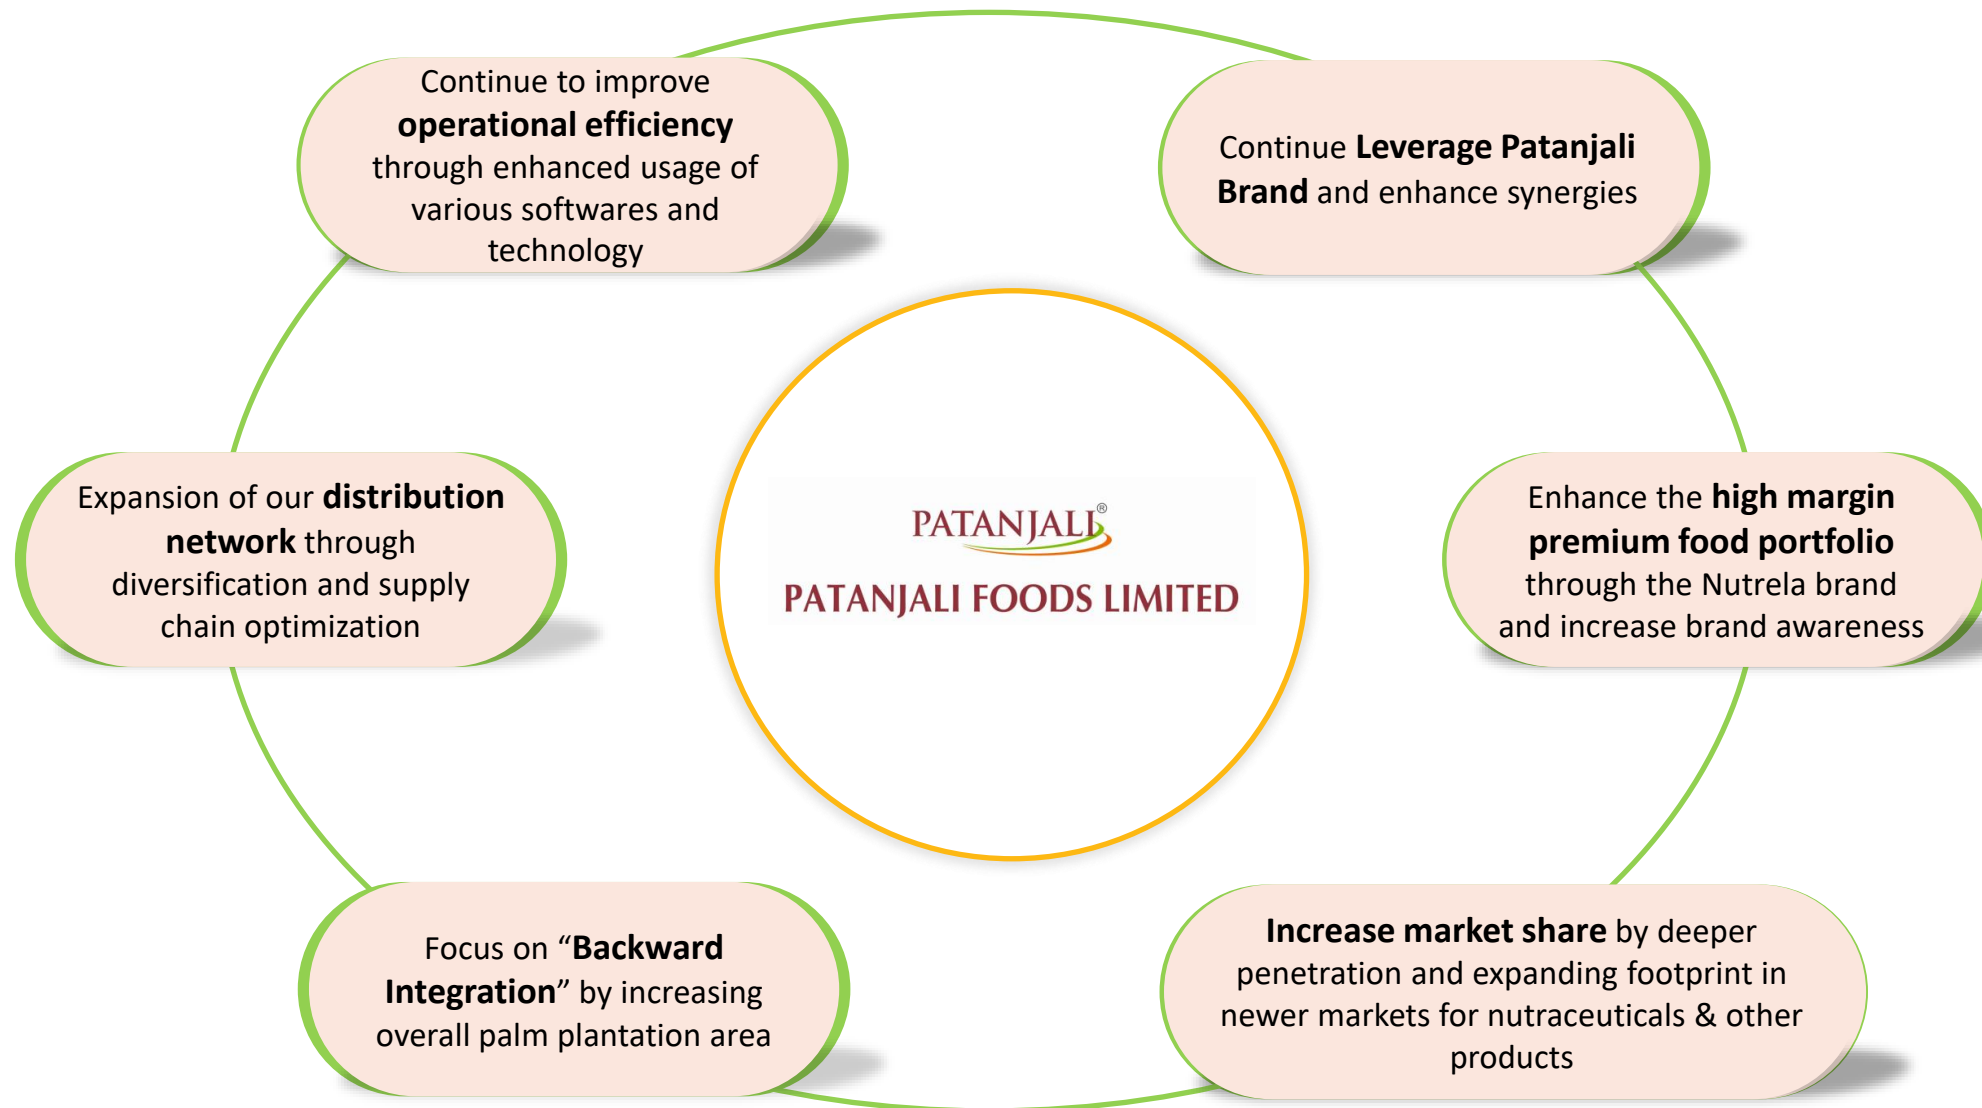 Continue to improve
operational efficiency
through enhanced usage of
various softwares and
technology
Continue Leverage Patanjali
Brand and enhance synergies
Expansion of our distribution
network through
diversification and supply
chain optimization
PATANJALI®
PATANJALI FOODS LIMITED
Enhance the high margin
premium food portfolio
through the Nutrela brand
and increase brand awareness
Focus on “Backward
Integration” by increasing
overall palm plantation area
Increase market share by deeper
penetration and expanding footprint in
newer markets for nutraceuticals & other
products